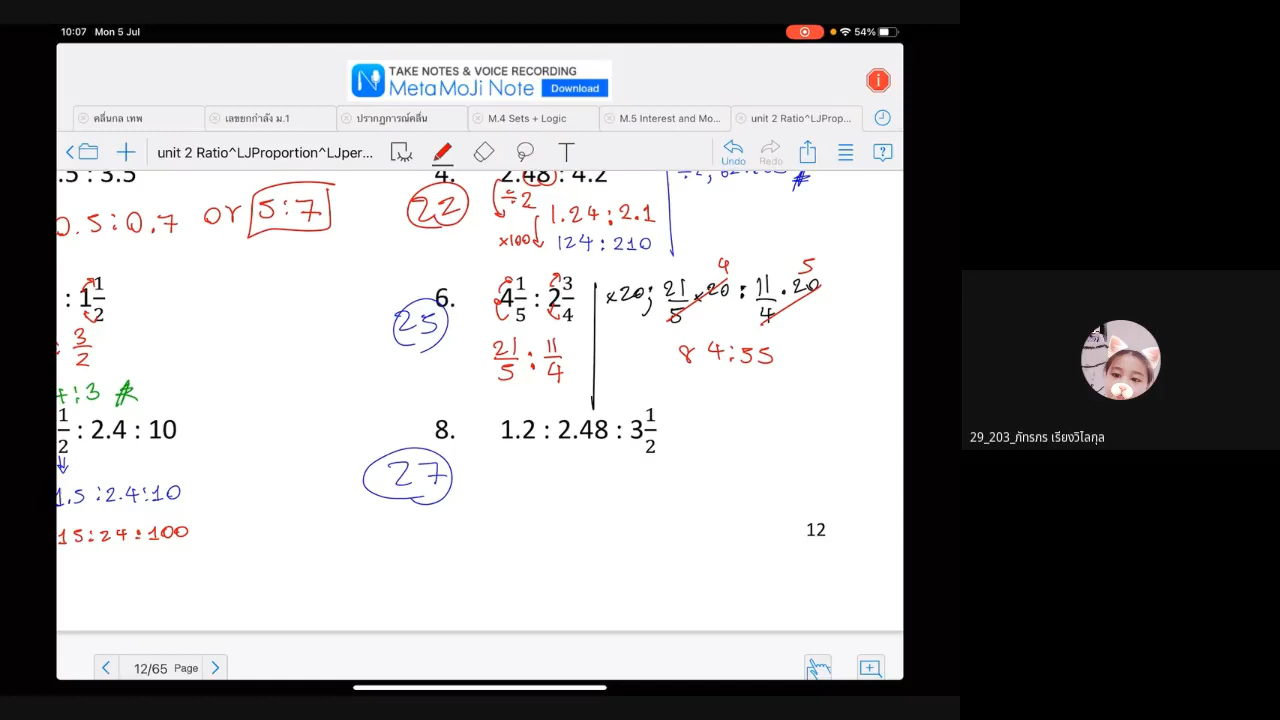 10:07 Mon 5 Jul
54%
TAKE NOTES & VOICE RECORDING
MetaMoJi Note Download
คลื่นกล เทพ
เลขยกกำลัง ม.1
ปรากฏการณ์คลื่น
M.4 Sets + Logic
M.5 Interest and Mo...
unit 2 Ratio^LJProp...
unit 2 Ratio^LJProportion^LJper...
Undo
Redo
.5 : 3.5
0.5:0.7 or 5:7
4. 2.48 : 4.2
22
÷2
1.24:2.1
×100
124:210
: 1 1/2
: 3/2
:3
6. 4 1/5 : 2 3/4
25
21/5 : 11/4
×20; 21/5 ×20 : 11/4 · 20
4 5
84:55
1/2 : 2.4 : 10
1.5:2.4:10
15:24:100
8. 1.2 : 2.48 : 3 1/2
27
12
12/65 Page
29_203_ภัทรภร เรียงวิไลกุล